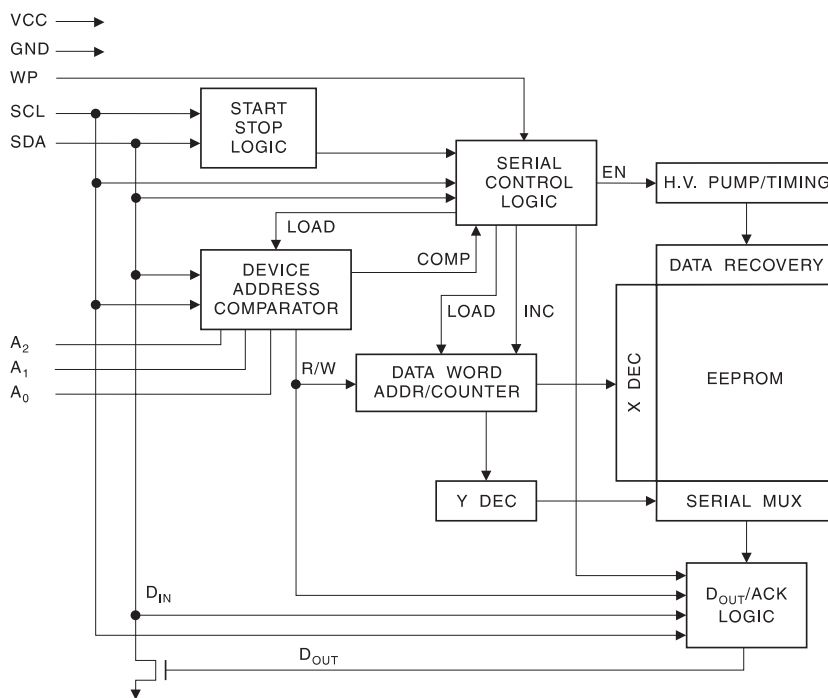 VCC
GND
WP
SCL
SDA
START
STOP
LOGIC
SERIAL
CONTROL
LOGIC
EN
H.V. PUMP/TIMING
LOAD
COMP
DEVICE
ADDRESS
COMPARATOR
DATA RECOVERY
LOAD
INC
A2
A1
A0
R/W
DATA WORD
ADDR/COUNTER
X DEC
EEPROM
Y DEC
SERIAL MUX
DIN
DOUT/ACK
LOGIC
DOUT